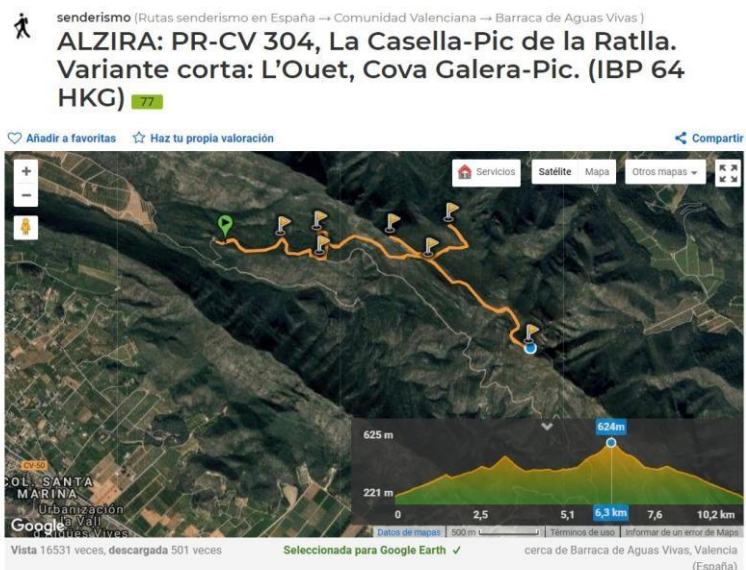 senderismo (Rutas senderismo en España → Comunidad Valenciana → Barraca de Aguas Vivas )
ALZIRA: PR-CV 304, La Casella-Pic de la Ratlla.
Variante corta: L'Ouet, Cova Galera-Pic. (IBP 64
HKG) 77
Añadir a favoritas Haz tu propia valoración Compartir
+ Servicios Satélite Mapa Otros mapas
−
625 m 624m
CV-50
COL. SANTA
MARINA
221 m
Urbanización
0 2,5 5,1 6,3 km 7,6 10,2 km
Google la Vall
d'Aigües Vives
Datos de mapas 500 m Términos de uso Informar de un error de Maps
Vista 16531 veces, descargada 501 veces Seleccionada para Google Earth ✓ cerca de Barraca de Aguas Vivas, Valencia
(España)